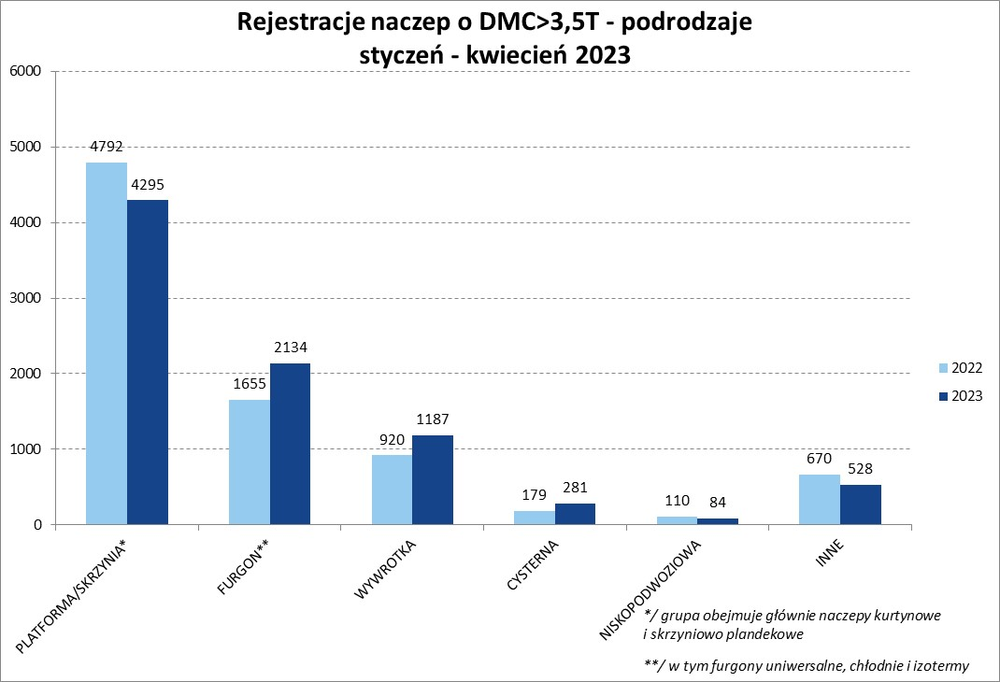 Rejestracje naczep o DMC>3,5T - podrodzaje
styczeń - kwiecień 2023
6000
5000
4000
3000
2000
1000
0
4792
4295
1655
2134
920
1187
179
281
110
84
670
528
2022
2023
PLATFORMA/SKRZYNIA*
FURGON**
WYWROTKA
CYSTERNA
NISKOPODWOZIOWA
INNE
*/ grupa obejmuje głównie naczepy kurtynowe
i skrzyniowo plandekowe
**/ w tym furgony uniwersalne, chłodnie i izotermy